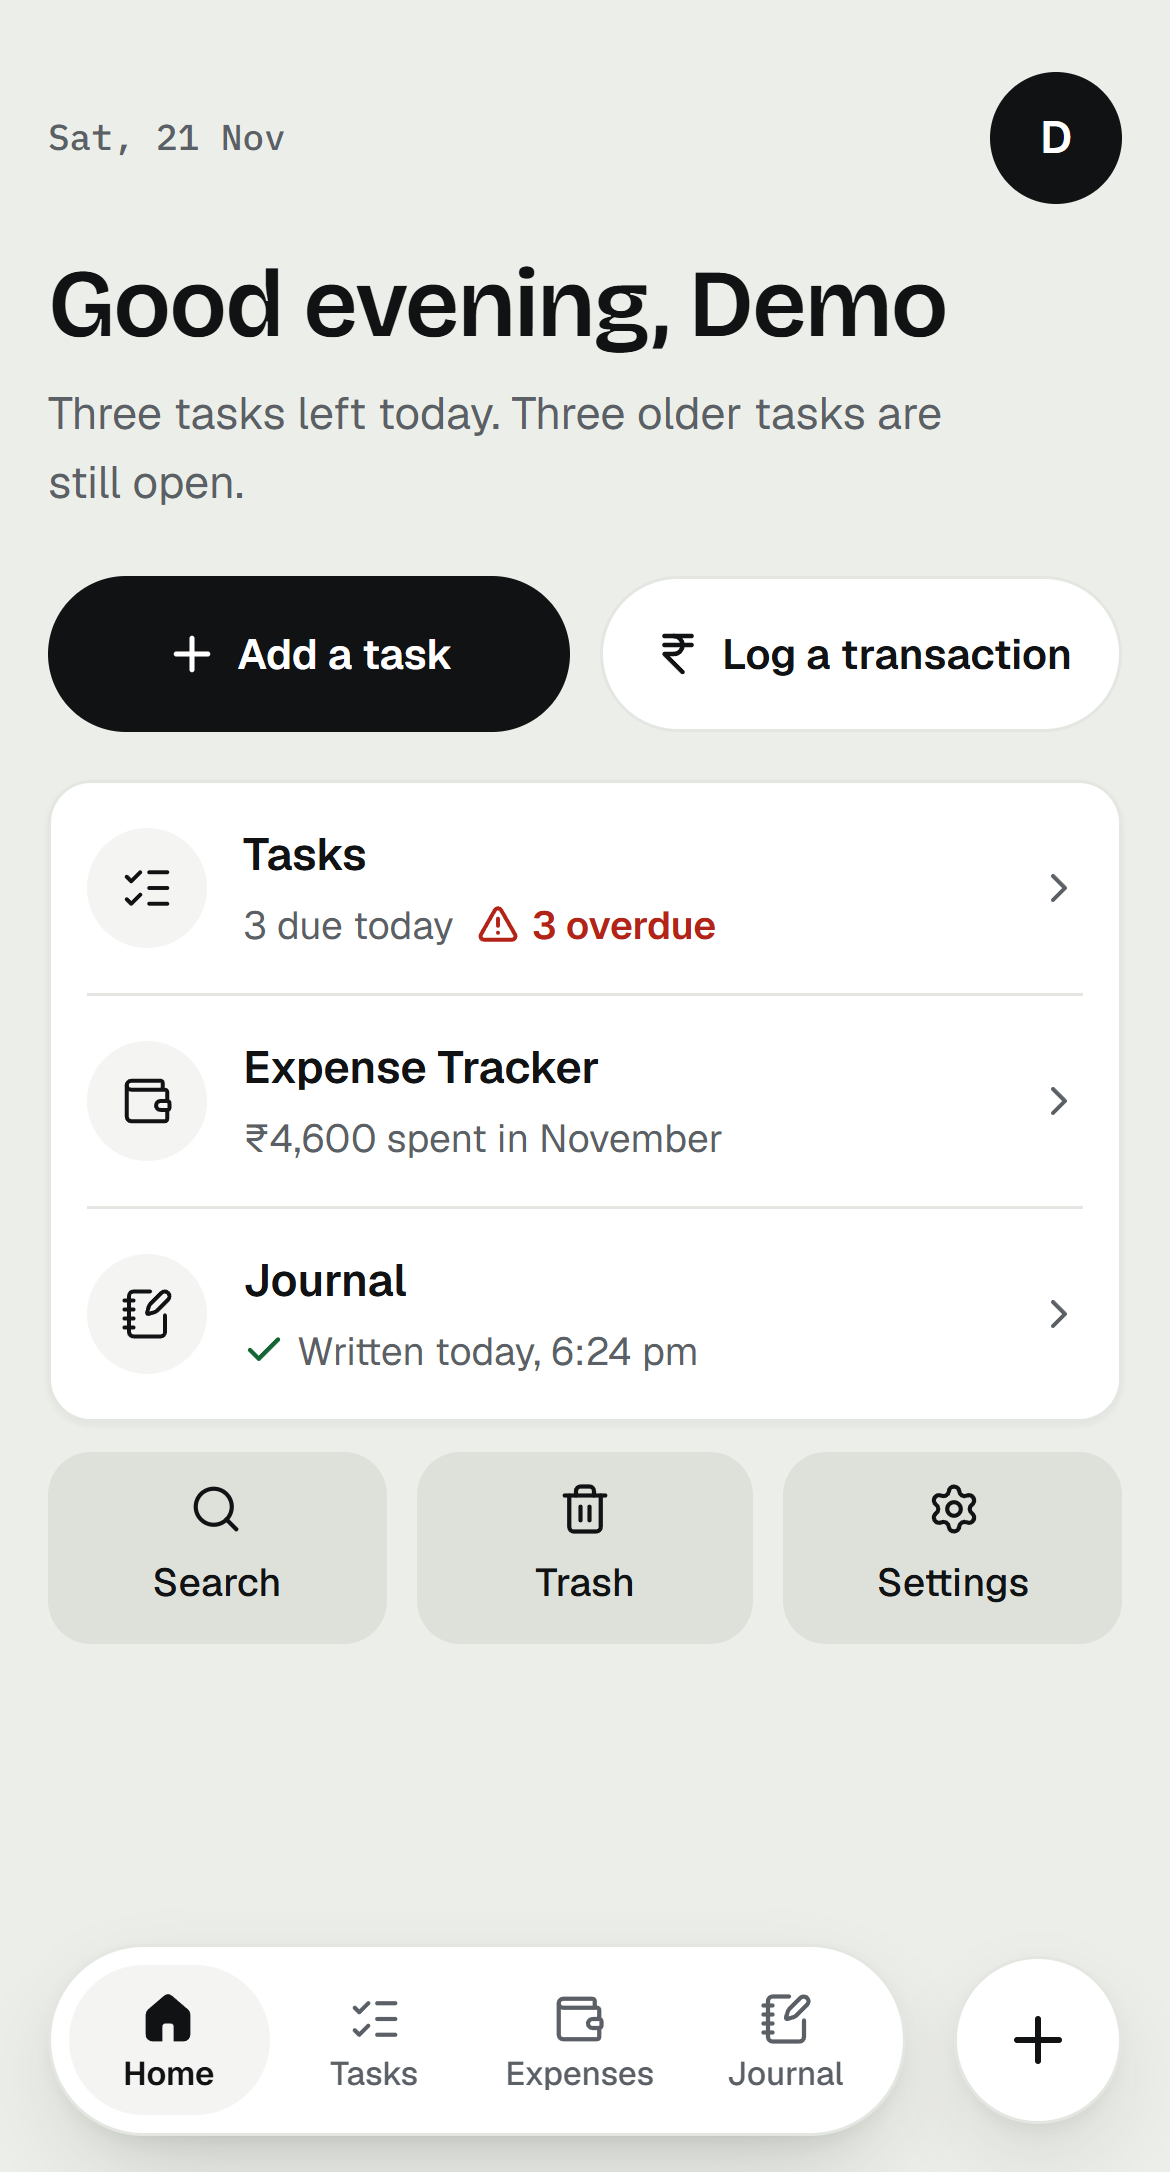 Sat, 21 Nov
D
Good evening, Demo
Three tasks left today. Three older tasks are
still open.
Add a task
₹ Log a transaction
Tasks
3 due today 3 overdue
Expense Tracker
₹4,600 spent in November
Journal
Written today, 6:24 pm
Search Trash Settings
Home Tasks Expenses Journal